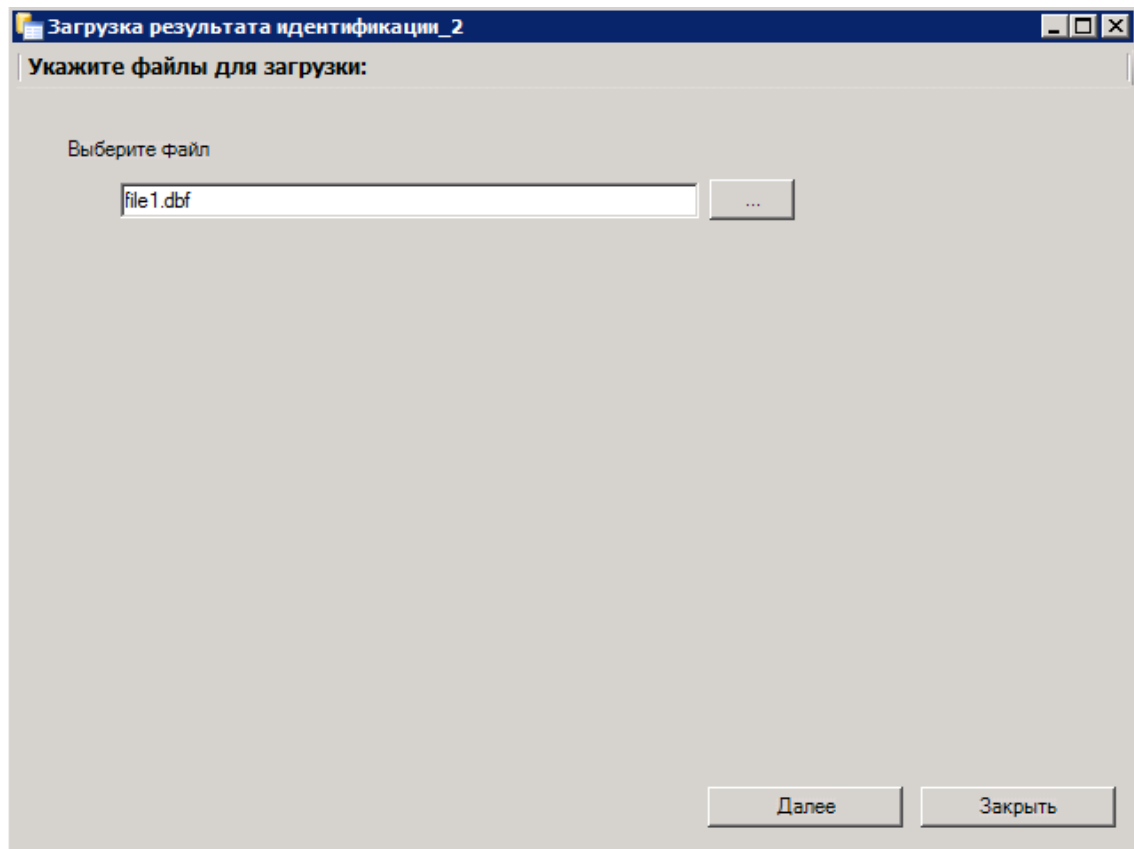 Загрузка результата идентификации_2
Укажите файлы для загрузки:
Выберите файл
file1.dbf ...
Далее Закрыть